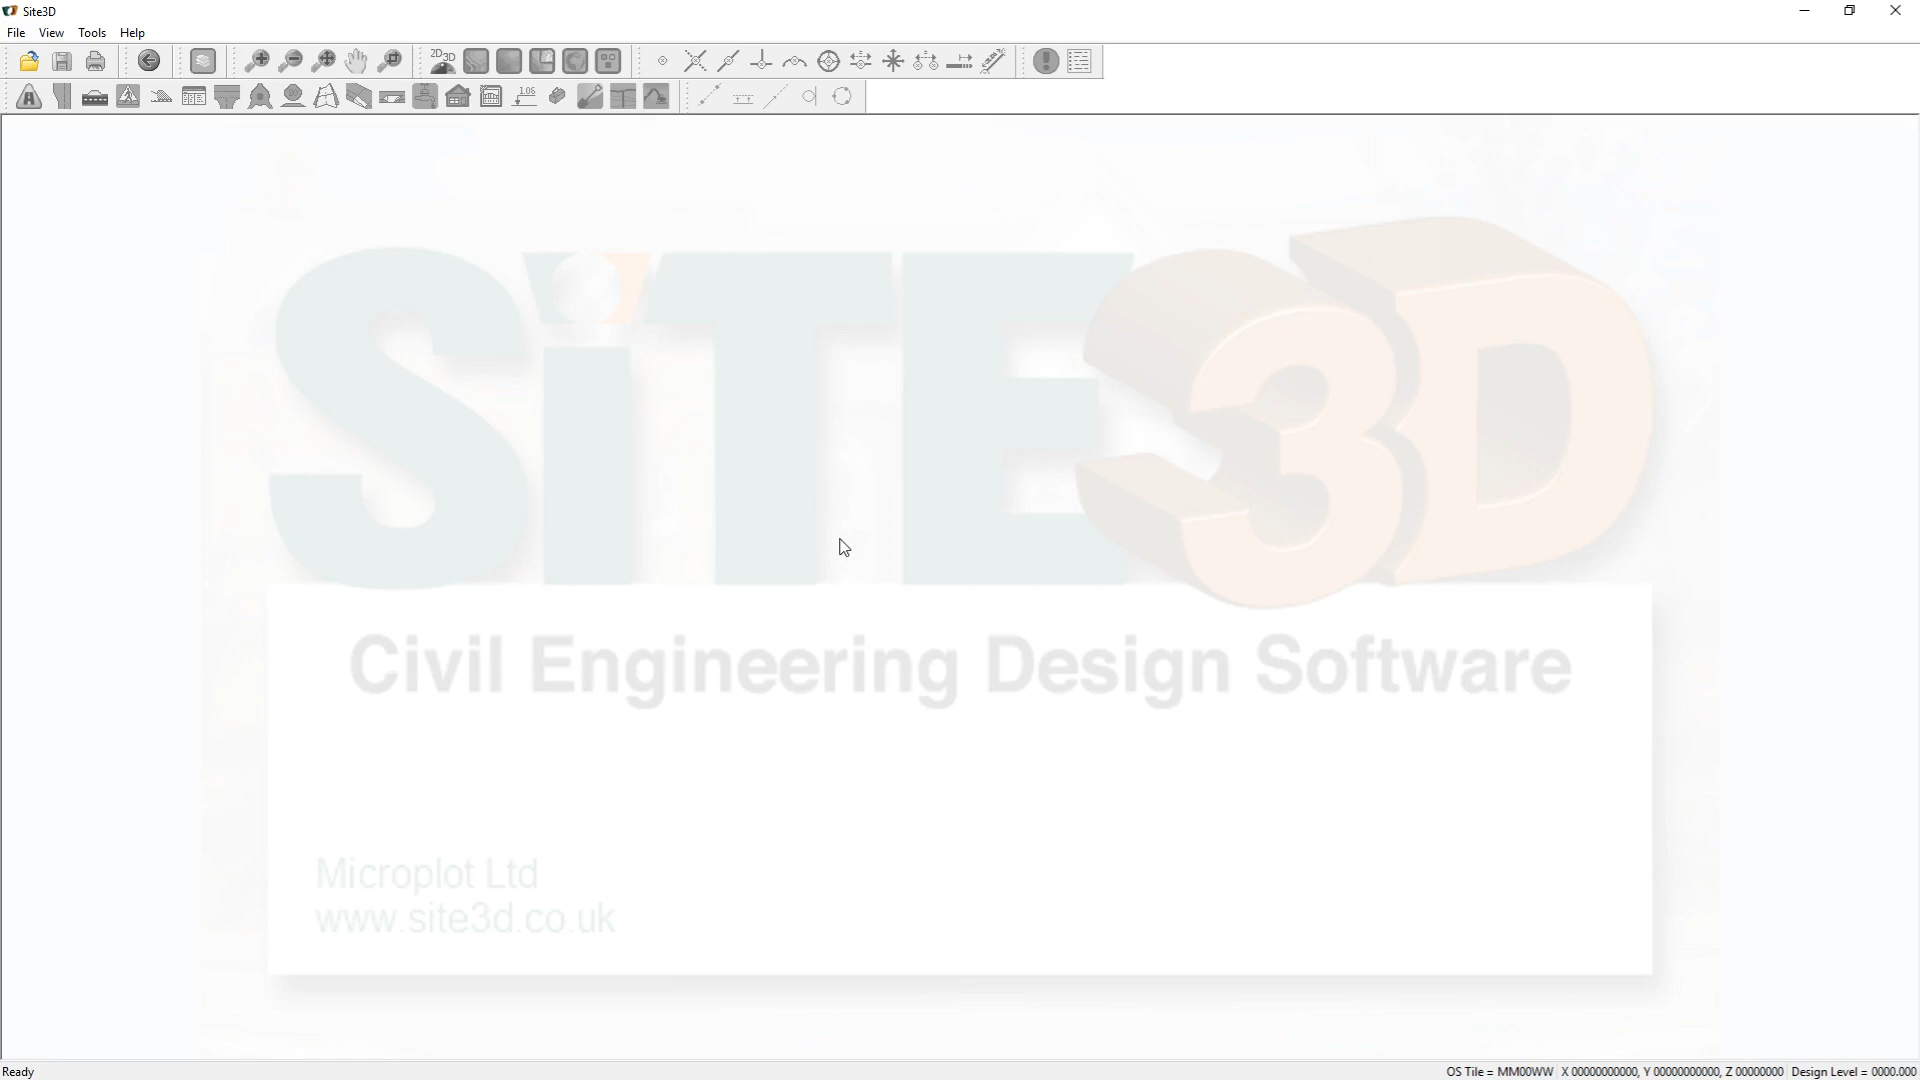 Site3D
File View Tools Help
2D 3D
1.05
SiTE3D
Civil Engineering Design Software
Microplot Ltd
www.site3d.co.uk
Ready OS Tile = MM00WW X 00000000000, Y 00000000000, Z 00000000 Design Level = 0000.000